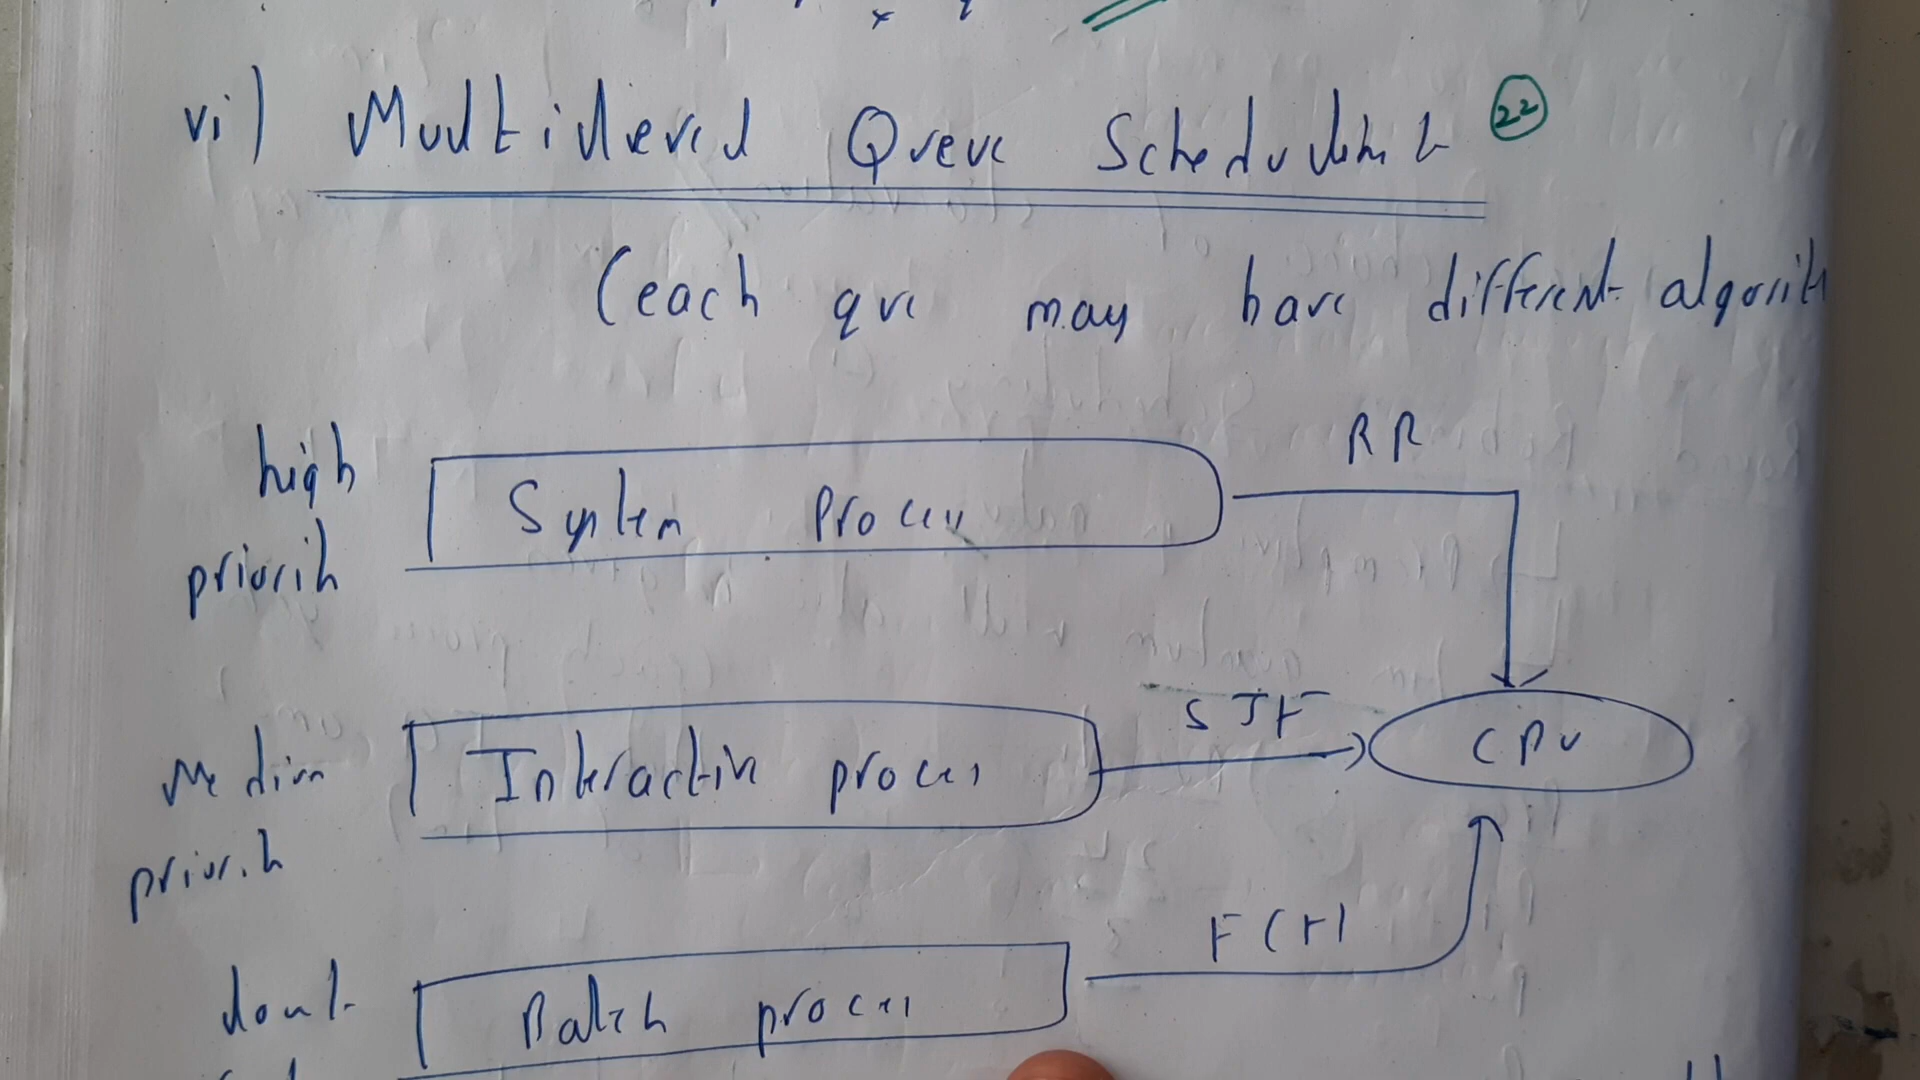 vi) Multilevel Queue Scheduling 22
(each que may have different algorith
high priority
System process
RR
Medium priority
Interactive process
SJF
CPU
Batch process
FCFS